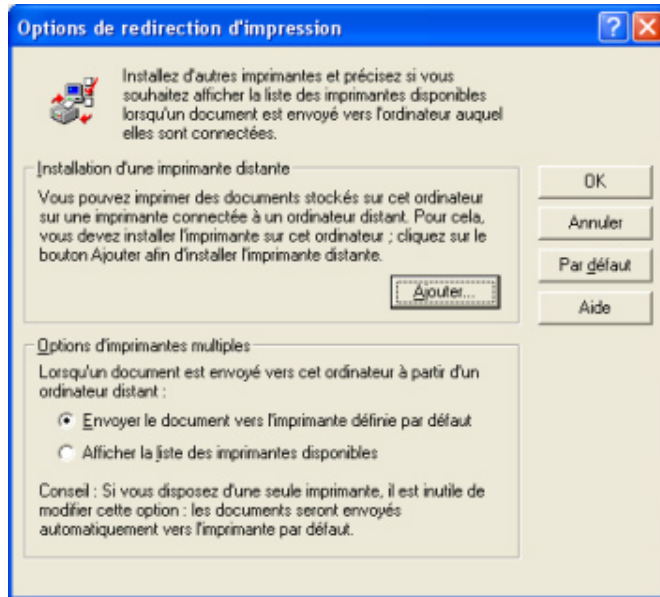 Options de redirection d'impression
Installez d'autres imprimantes et précisez si vous
souhaitez afficher la liste des imprimantes disponibles
lorsqu'un document est envoyé vers l'ordinateur auquel
elles sont connectées.
Installation d'une imprimante distante
Vous pouvez imprimer des documents stockés sur cet ordinateur
sur une imprimante connectée à un ordinateur distant. Pour cela,
vous devez installer l'imprimante sur cet ordinateur ; cliquez sur le
bouton Ajouter afin d'installer l'imprimante distante.
Ajouter...
OK
Annuler
Par défaut
Aide
Options d'imprimantes multiples
Lorsqu'un document est envoyé vers cet ordinateur à partir d'un
ordinateur distant :
Envoyer le document vers l'imprimante définie par défaut
Afficher la liste des imprimantes disponibles
Conseil : Si vous disposez d'une seule imprimante, il est inutile de
modifier cette option : les documents seront envoyés
automatiquement vers l'imprimante par défaut.